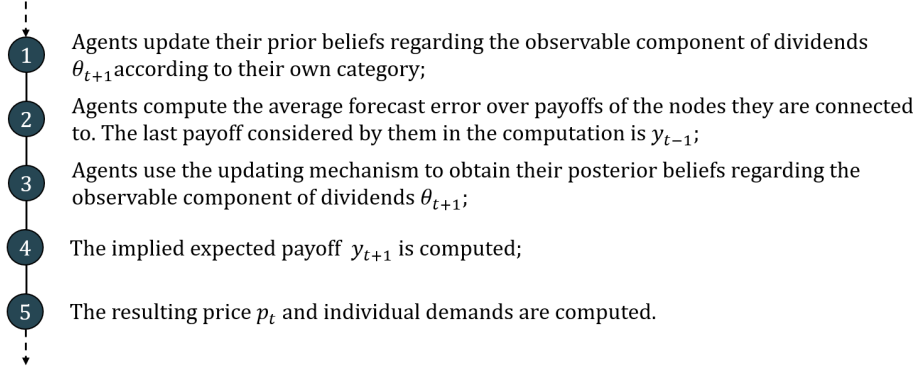 1 Agents update their prior beliefs regarding the observable component of dividends
θₜ₊₁according to their own category;
2 Agents compute the average forecast error over payoffs of the nodes they are connected
to. The last payoff considered by them in the computation is yₜ₋₁;
3 Agents use the updating mechanism to obtain their posterior beliefs regarding the
observable component of dividends θₜ₊₁;
4 The implied expected payoff yₜ₊₁ is computed;
5 The resulting price pₜ and individual demands are computed.